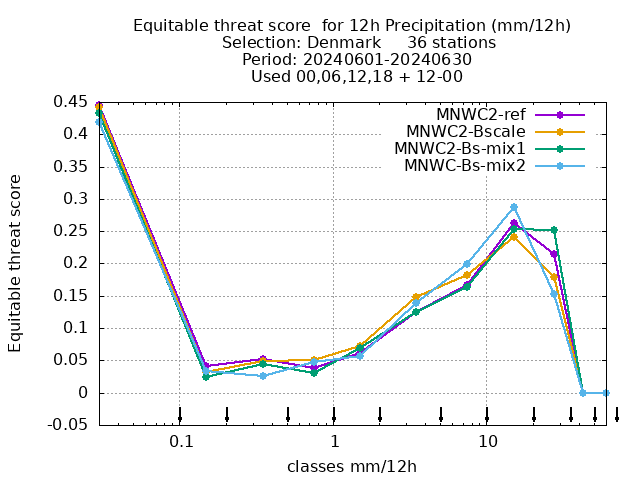 Equitable threat score  for 12h Precipitation (mm/12h)
Selection: Denmark     36 stations
Period: 20240601-20240630
Used 00,06,12,18 + 12-00
MNWC2-ref
MNWC2-Bscale
MNWC2-Bs-mix1
MNWC-Bs-mix2
Equitable threat score
0.45
0.4
0.35
0.3
0.25
0.2
0.15
0.1
0.05
0
-0.05
0.1
1
10
classes mm/12h